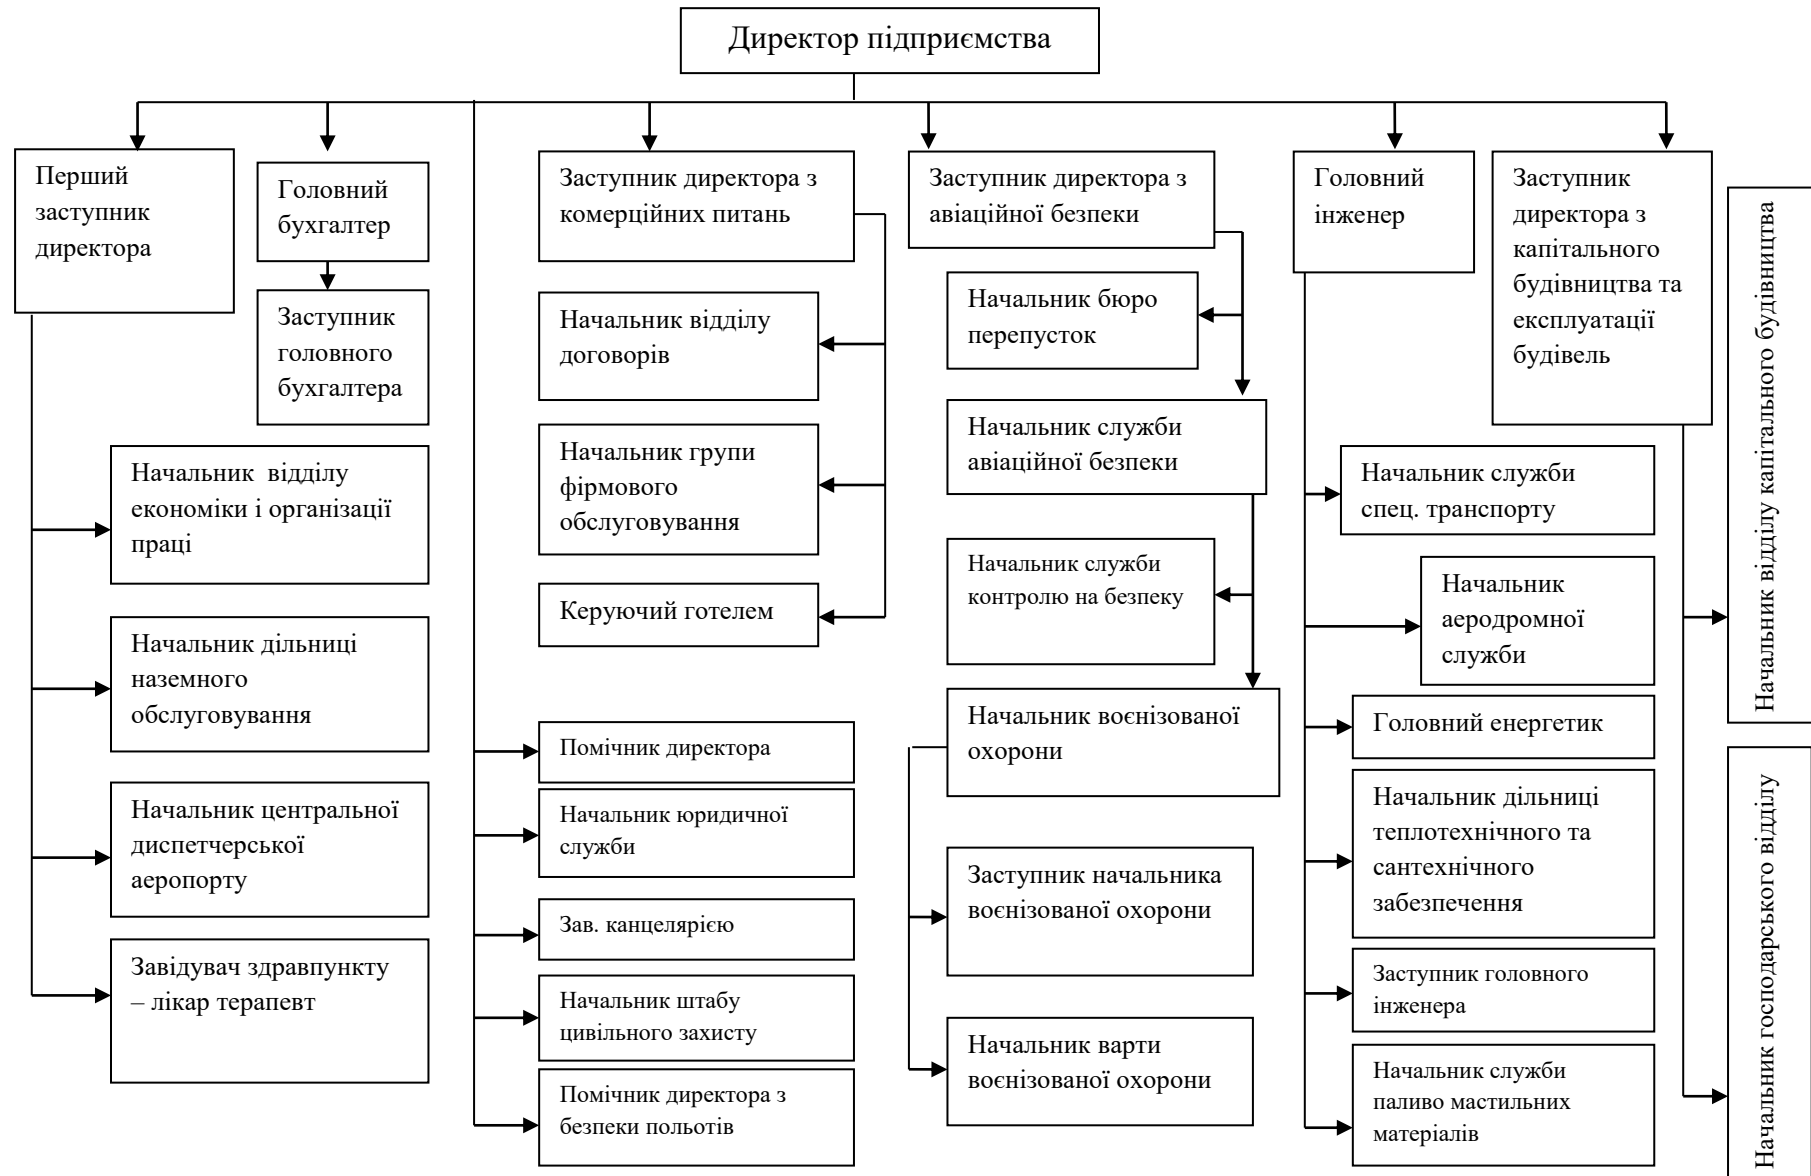 Директор підприємства
Перший
заступник
директора
Головний
бухгалтер
Заступник
головного
бухгалтера
Начальник  відділу
економіки і організації
праці
Начальник дільниці
наземного
обслуговування
Начальник центральної
диспетчерської
аеропорту
Завідувач здравпункту
– лікар терапевт
Заступник директора з
комерційних питань
Начальник відділу
договорів
Начальник групи
фірмового
обслуговування
Керуючий готелем
Помічник директора
Начальник юридичної
служби
Зав. канцелярією
Начальник штабу
цивільного захисту
Помічник директора з
безпеки польотів
Заступник директора з
авіаційної безпеки
Начальник бюро
перепусток
Начальник служби
авіаційної безпеки
Начальник служби
контролю на безпеку
Начальник воєнізованої
охорони
Заступник начальника
воєнізованої охорони
Начальник варти
воєнізованої охорони
Головний
інженер
Начальник служби
спец. транспорту
Начальник
аеродромної
служби
Головний енергетик
Начальник дільниці
теплотехнічного та
сантехнічного
забезпечення
Заступник головного
інженера
Начальник служби
паливо мастильних
матеріалів
Заступник
директора з
капітального
будівництва та
експлуатації
будівель
Начальник відділу капітального будівництва
Начальник господарського відділу